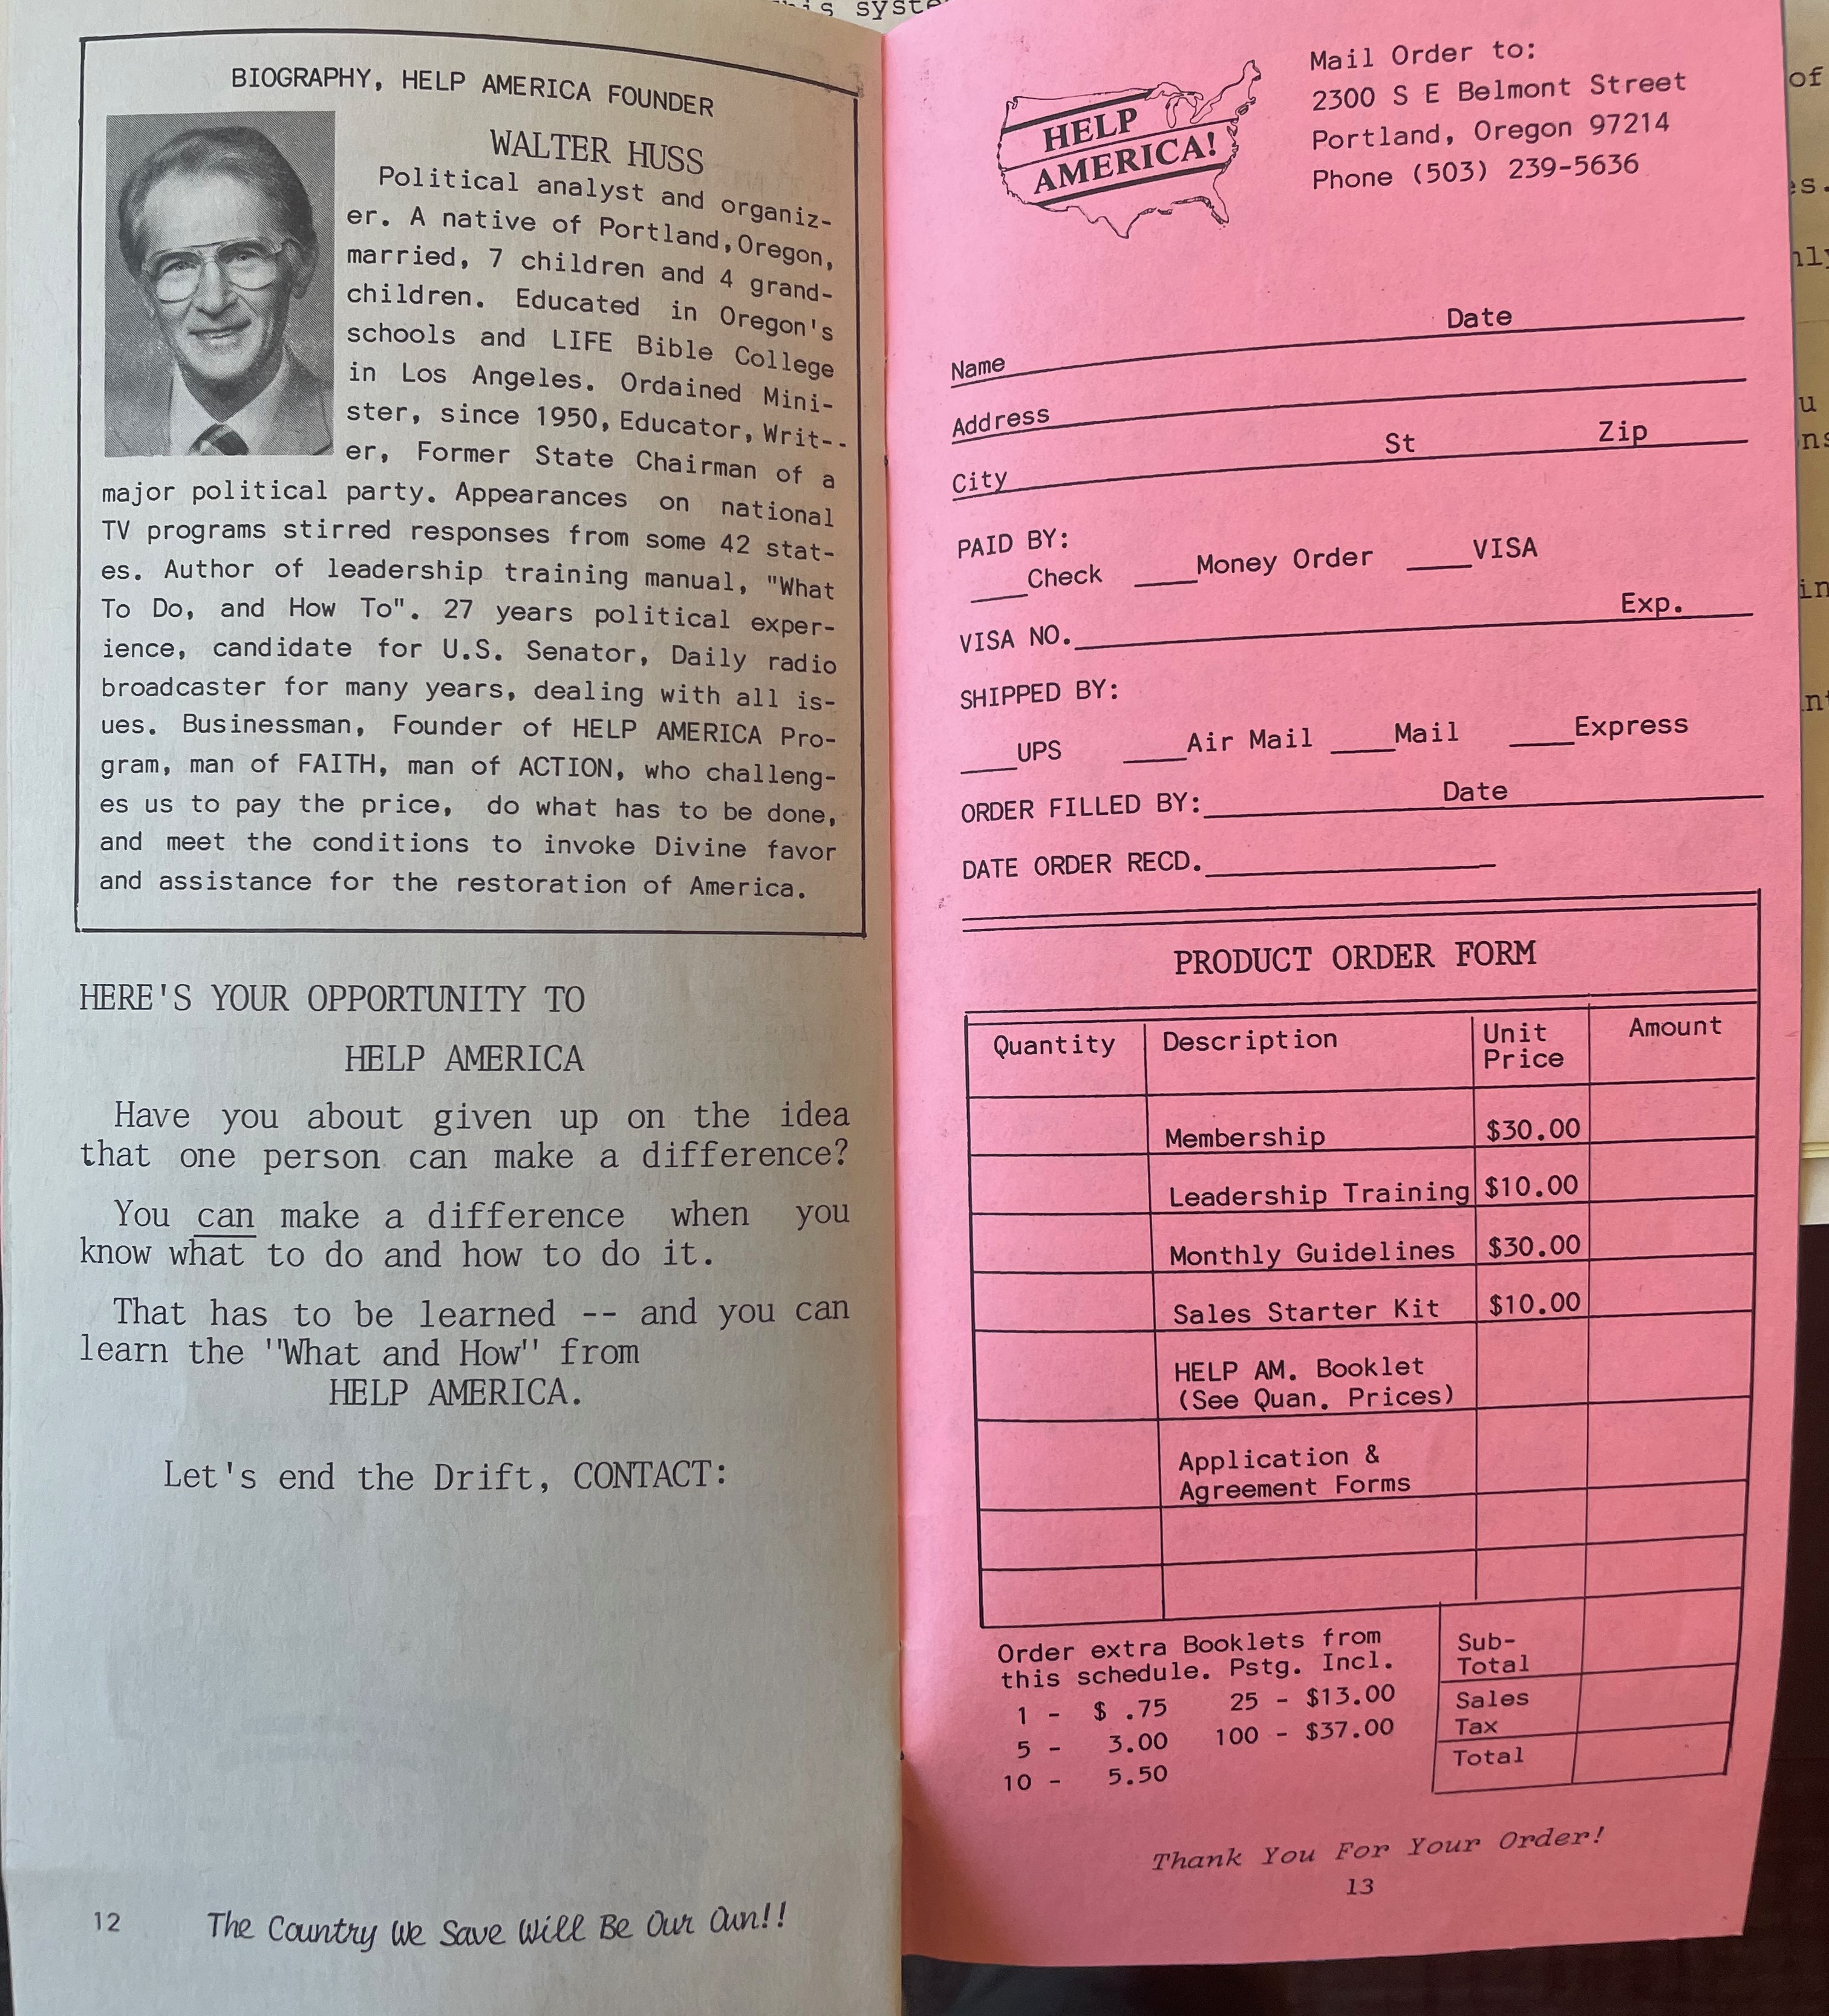 is syste
BIOGRAPHY, HELP AMERICA FOUNDER
WALTER HUSS
Political analyst and organiz-
er. A native of Portland, Oregon,
married, 7 children and 4 grand-
children. Educated in Oregon's
schools and LIFE Bible College
in Los Angeles. Ordained Mini-
ster, since 1950, Educator, Writ--
er, Former State Chairman of a
major political party. Appearances on national
TV programs stirred responses from some 42 stat-
es. Author of leadership training manual, "What
To Do, and How To". 27 years political exper-
ience, candidate for U.S. Senator, Daily radio
broadcaster for many years, dealing with all is-
ues. Businessman, Founder of HELP AMERICA Pro-
gram, man of FAITH, man of ACTION, who challeng-
es us to pay the price, do what has to be done,
and meet the conditions to invoke Divine favor
and assistance for the restoration of America.
HERE'S YOUR OPPORTUNITY TO
HELP AMERICA
Have you about given up on the idea
that one person can make a difference?
You can make a difference when you
know what to do and how to do it.
That has to be learned -- and you can
learn the "What and How" from
HELP AMERICA.
Let's end the Drift, CONTACT:
12 The Country We Save Will Be Our Own!!
HELP
AMERICA!
Mail Order to:
2300 S E Belmont Street
Portland, Oregon 97214
Phone (503) 239-5636
Name Date
Address
City St Zip
PAID BY:
____Check ____Money Order ____VISA
VISA NO. Exp.
SHIPPED BY:
____UPS ____Air Mail ____Mail ____Express
ORDER FILLED BY: Date
DATE ORDER RECD.
PRODUCT ORDER FORM
Quantity Description Unit Price Amount
Membership $30.00
Leadership Training $10.00
Monthly Guidelines $30.00
Sales Starter Kit $10.00
HELP AM. Booklet
(See Quan. Prices)
Application &
Agreement Forms
Order extra Booklets from
this schedule. Pstg. Incl.
1 - $ .75 25 - $13.00
5 - 3.00 100 - $37.00
10 - 5.50
Sub-
Total
Sales
Tax
Total
Thank You For Your Order!
13
of